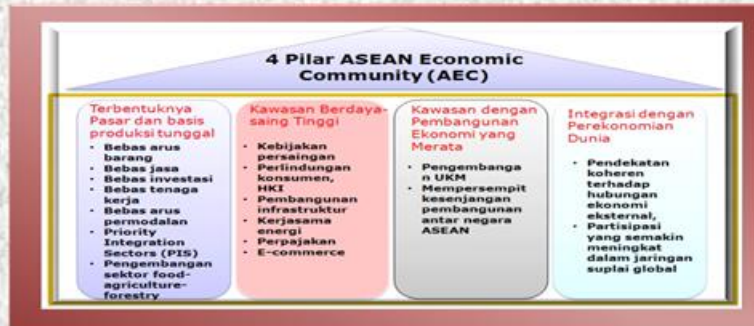 4 Pilar ASEAN Economic
Community (AEC)
Terbentuknya
Pasar dan basis
produksi tunggal
• Bebas arus
barang
• Bebas jasa
• Bebas investasi
• Bebas tenaga
kerja
• Bebas arus
permodalan
• Priority
Integration
Sectors (PIS)
• Pengembangan
sektor food-
agriculture-
forestry
Kawasan Berdaya-
saing Tinggi
• Kebijakan
persaingan
• Perlindungan
konsumen,
HKI
• Pembangunan
infrastruktur
• Kerjasama
energi
• Perpajakan
• E-commerce
Kawasan dengan
Pembangunan
Ekonomi yang
Merata
• Pengembanga
n UKM
• Mempersempit
kesenjangan
pembangunan
antar negara
ASEAN
Integrasi dengan
Perekonomian
Dunia
• Pendekatan
koheren
terhadap
hubungan
ekonomi
eksternal,
• Partisipasi
yang semakin
meningkat
dalam jaringan
suplai global